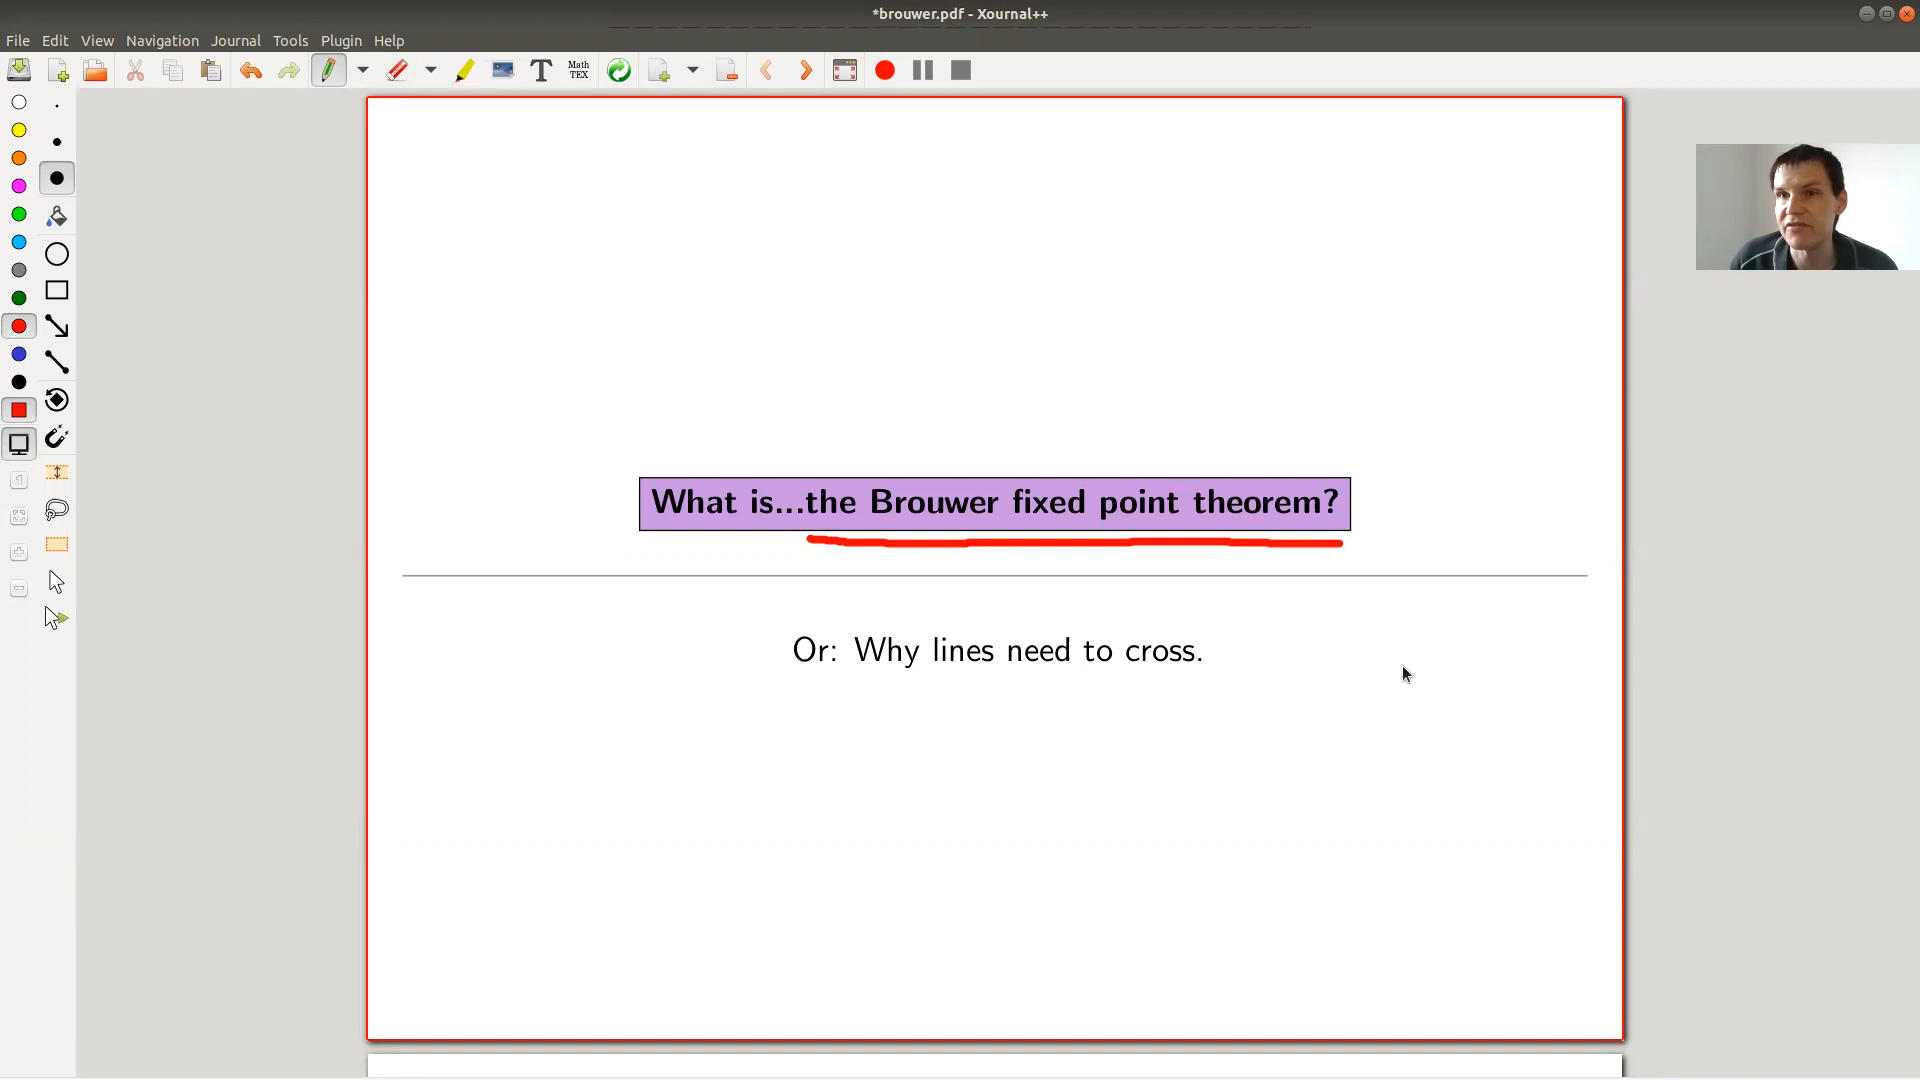 *brouwer.pdf - Xournal++
File Edit View Navigation Journal Tools Plugin Help
Math
TEX
What is...the Brouwer fixed point theorem?
Or: Why lines need to cross.